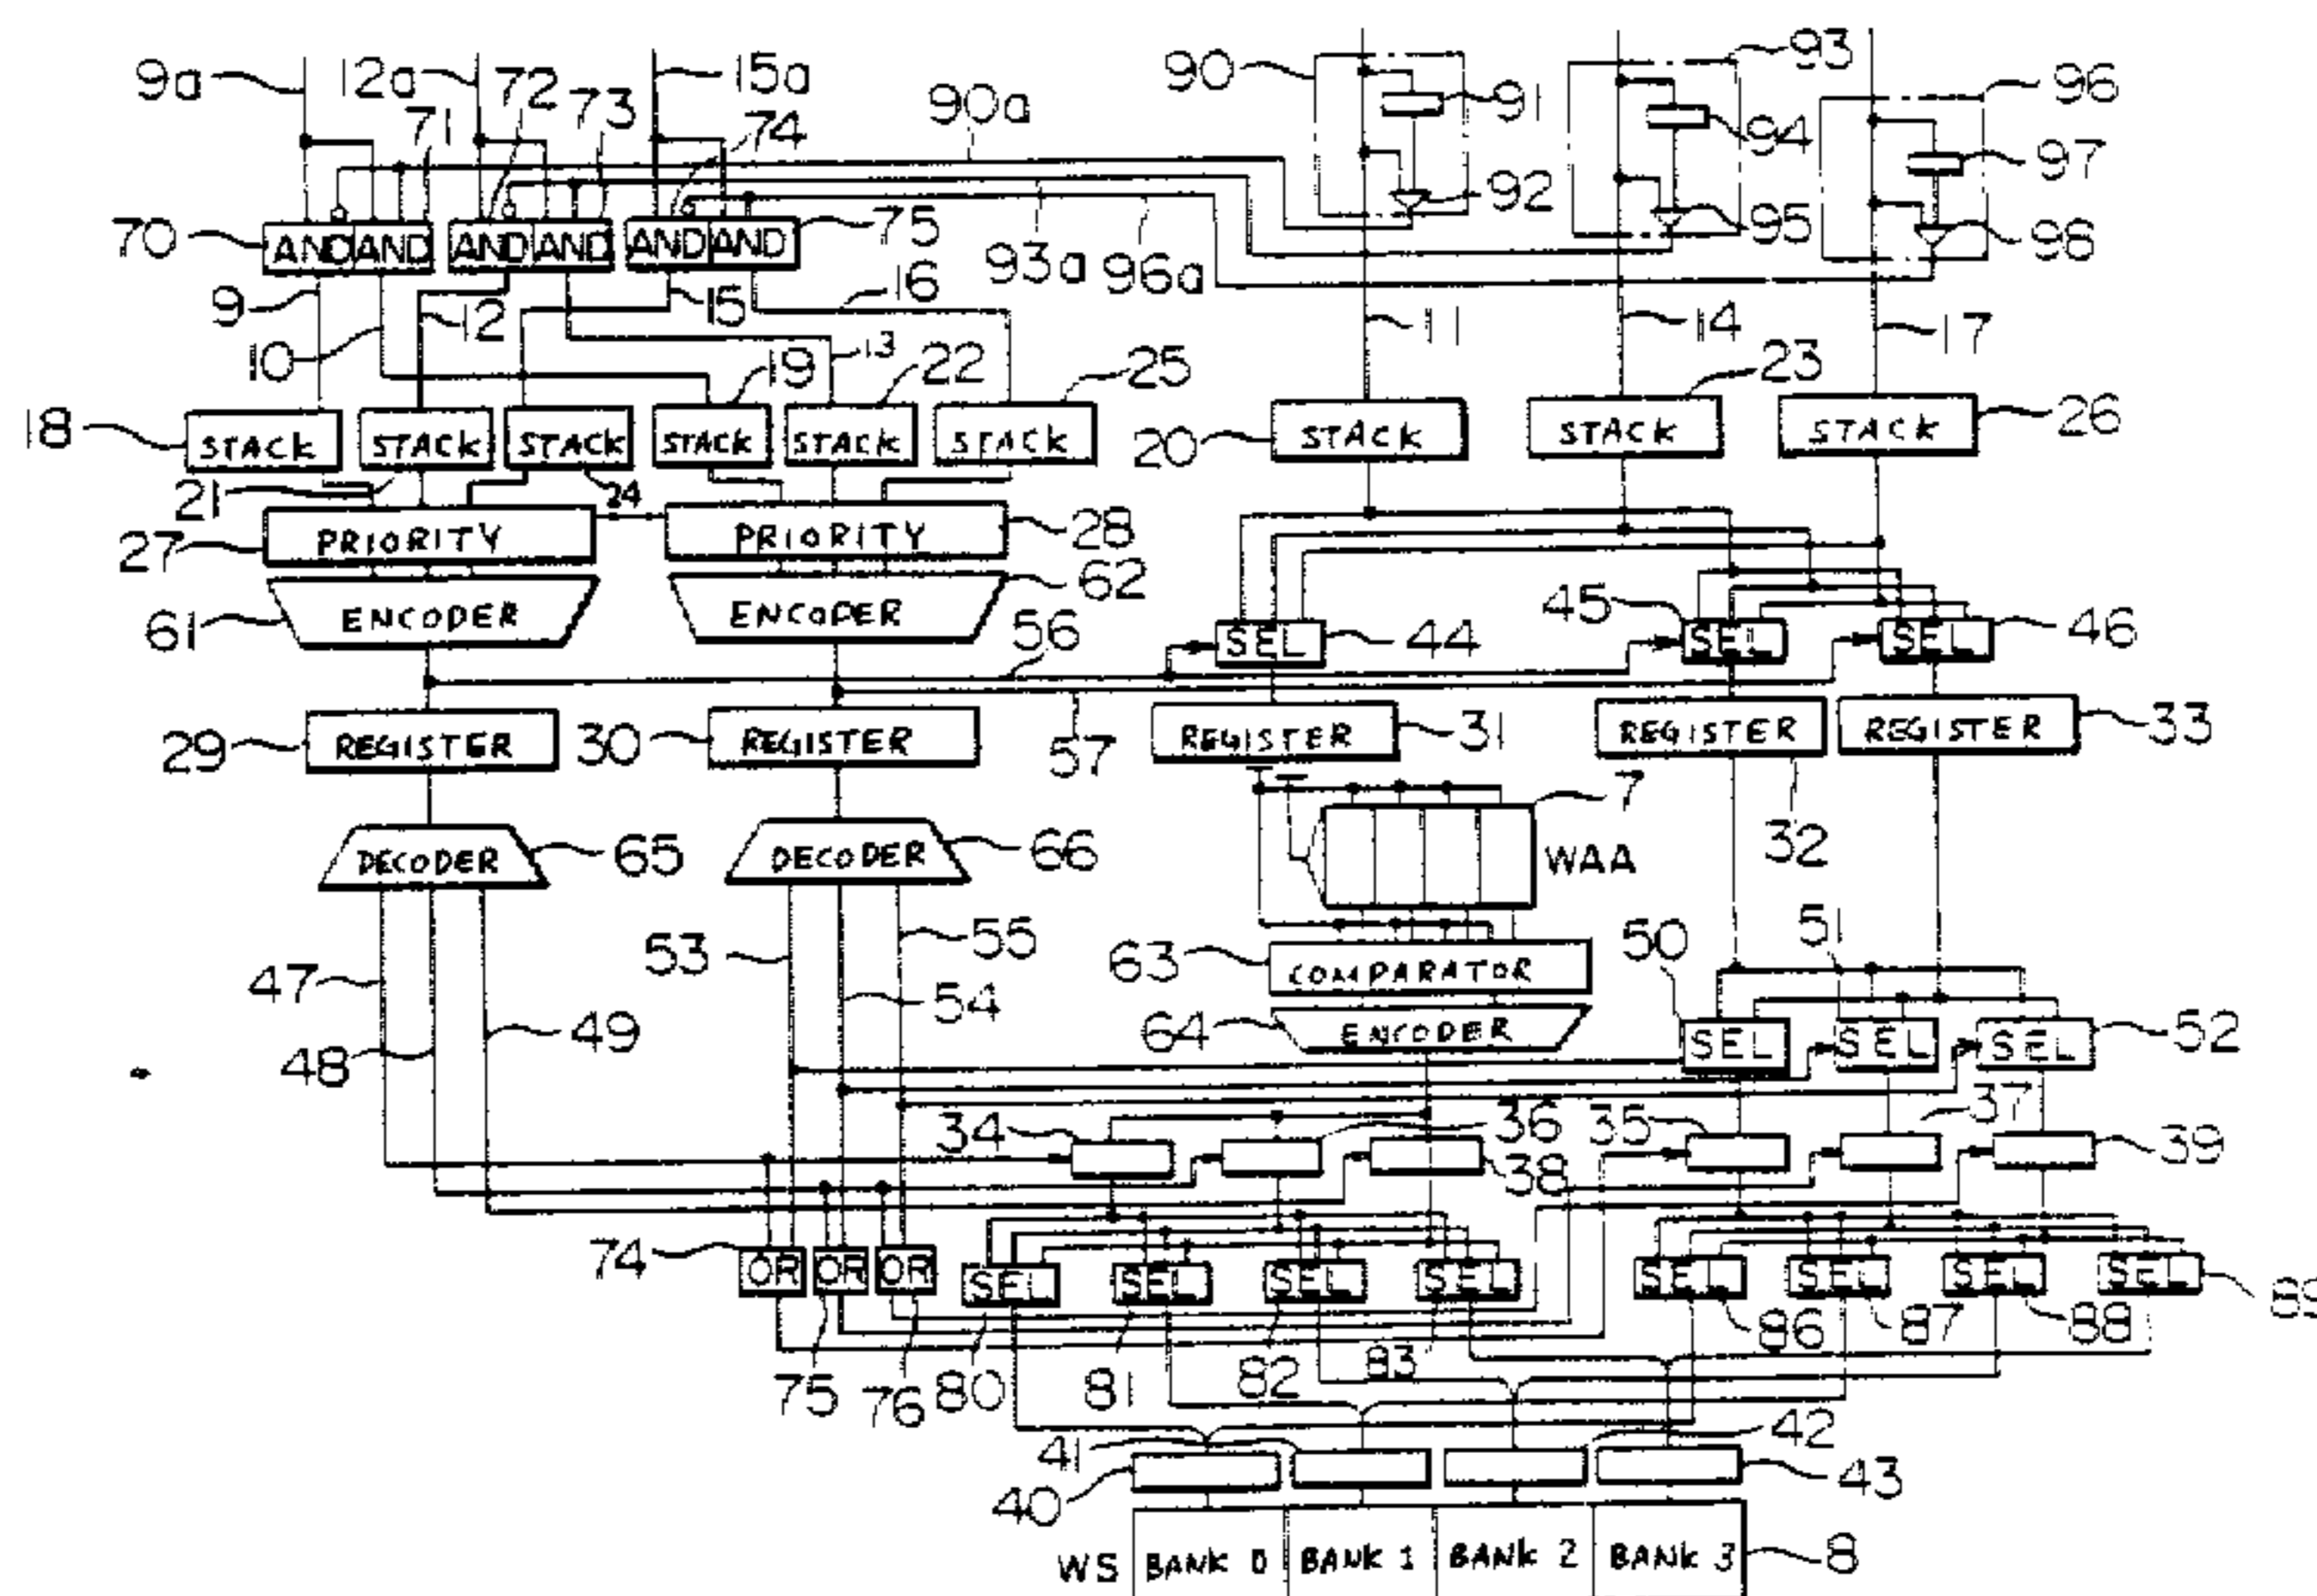 9a 12a 72 73 15a 90a 74 90 91 93 96
71 94 97
70 AND AND AND AND AND AND 75 92 95 98
9 12 15 16 93a 96a
10 13 11 14 17
18 STACK STACK STACK 19 STACK 22 STACK 25 STACK 20 STACK 23 STACK STACK 26
21 24
27 PRIORITY PRIORITY 28
61 ENCODER ENCODER 62 SEL 44 45 SEL SEL 46
56
29 REGISTER 30 REGISTER 57 REGISTER 31 REGISTER REGISTER 33
7 32
DECODER 65 DECODER 66 WAA
47 53 55 63 COMPARATOR 50 51
48 49 54 64 ENCODER SEL SEL SEL 52
34 36 38 35 37 39
74 OR OR OR SEL SEL SEL SEL SEL SEL SEL SEL 89
75 76 80 81 82 83 86 87 88
40 41 42 43
WS BANK 0 BANK 1 BANK 2 BANK 3 8